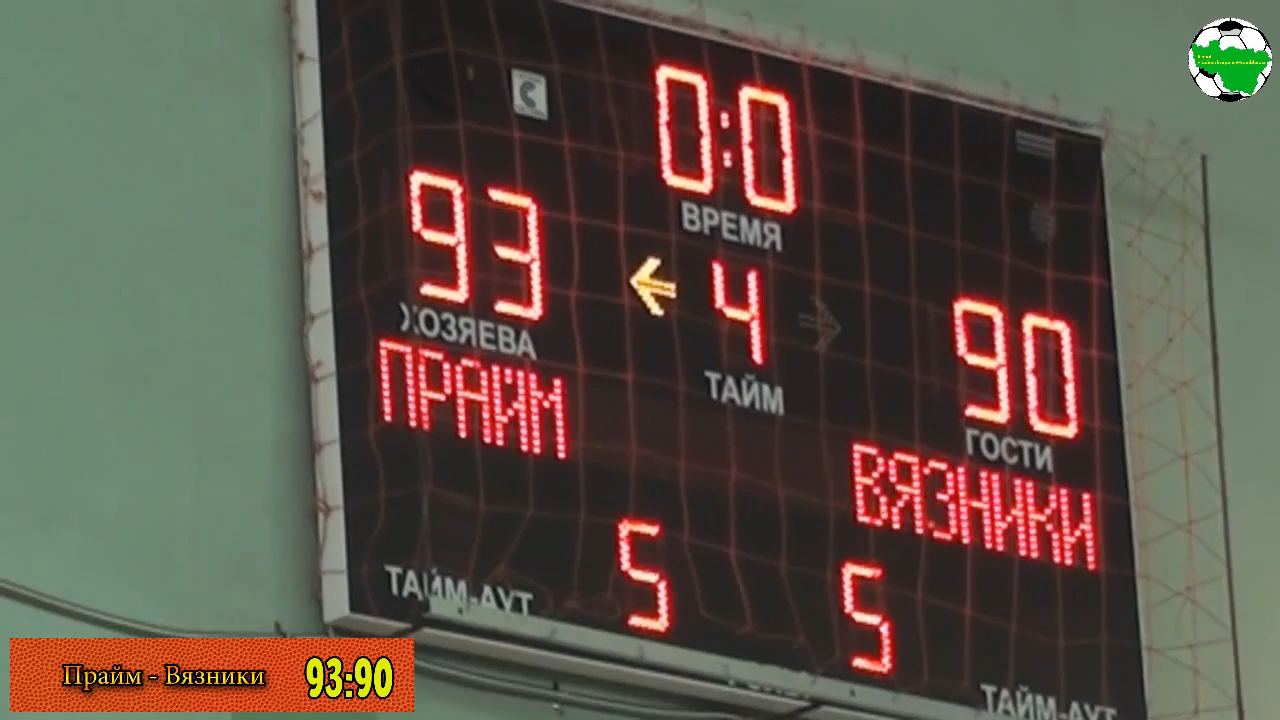 0:0
ВРЕМЯ
93
ХОЗЯЕВА
ПРАЙМ
4
ТАЙМ
90
ГОСТИ
ВЯЗНИКИ
5
5
ТАЙМ-АУТ
ТАЙМ-АУТ
Прайм - Вязники 93:90